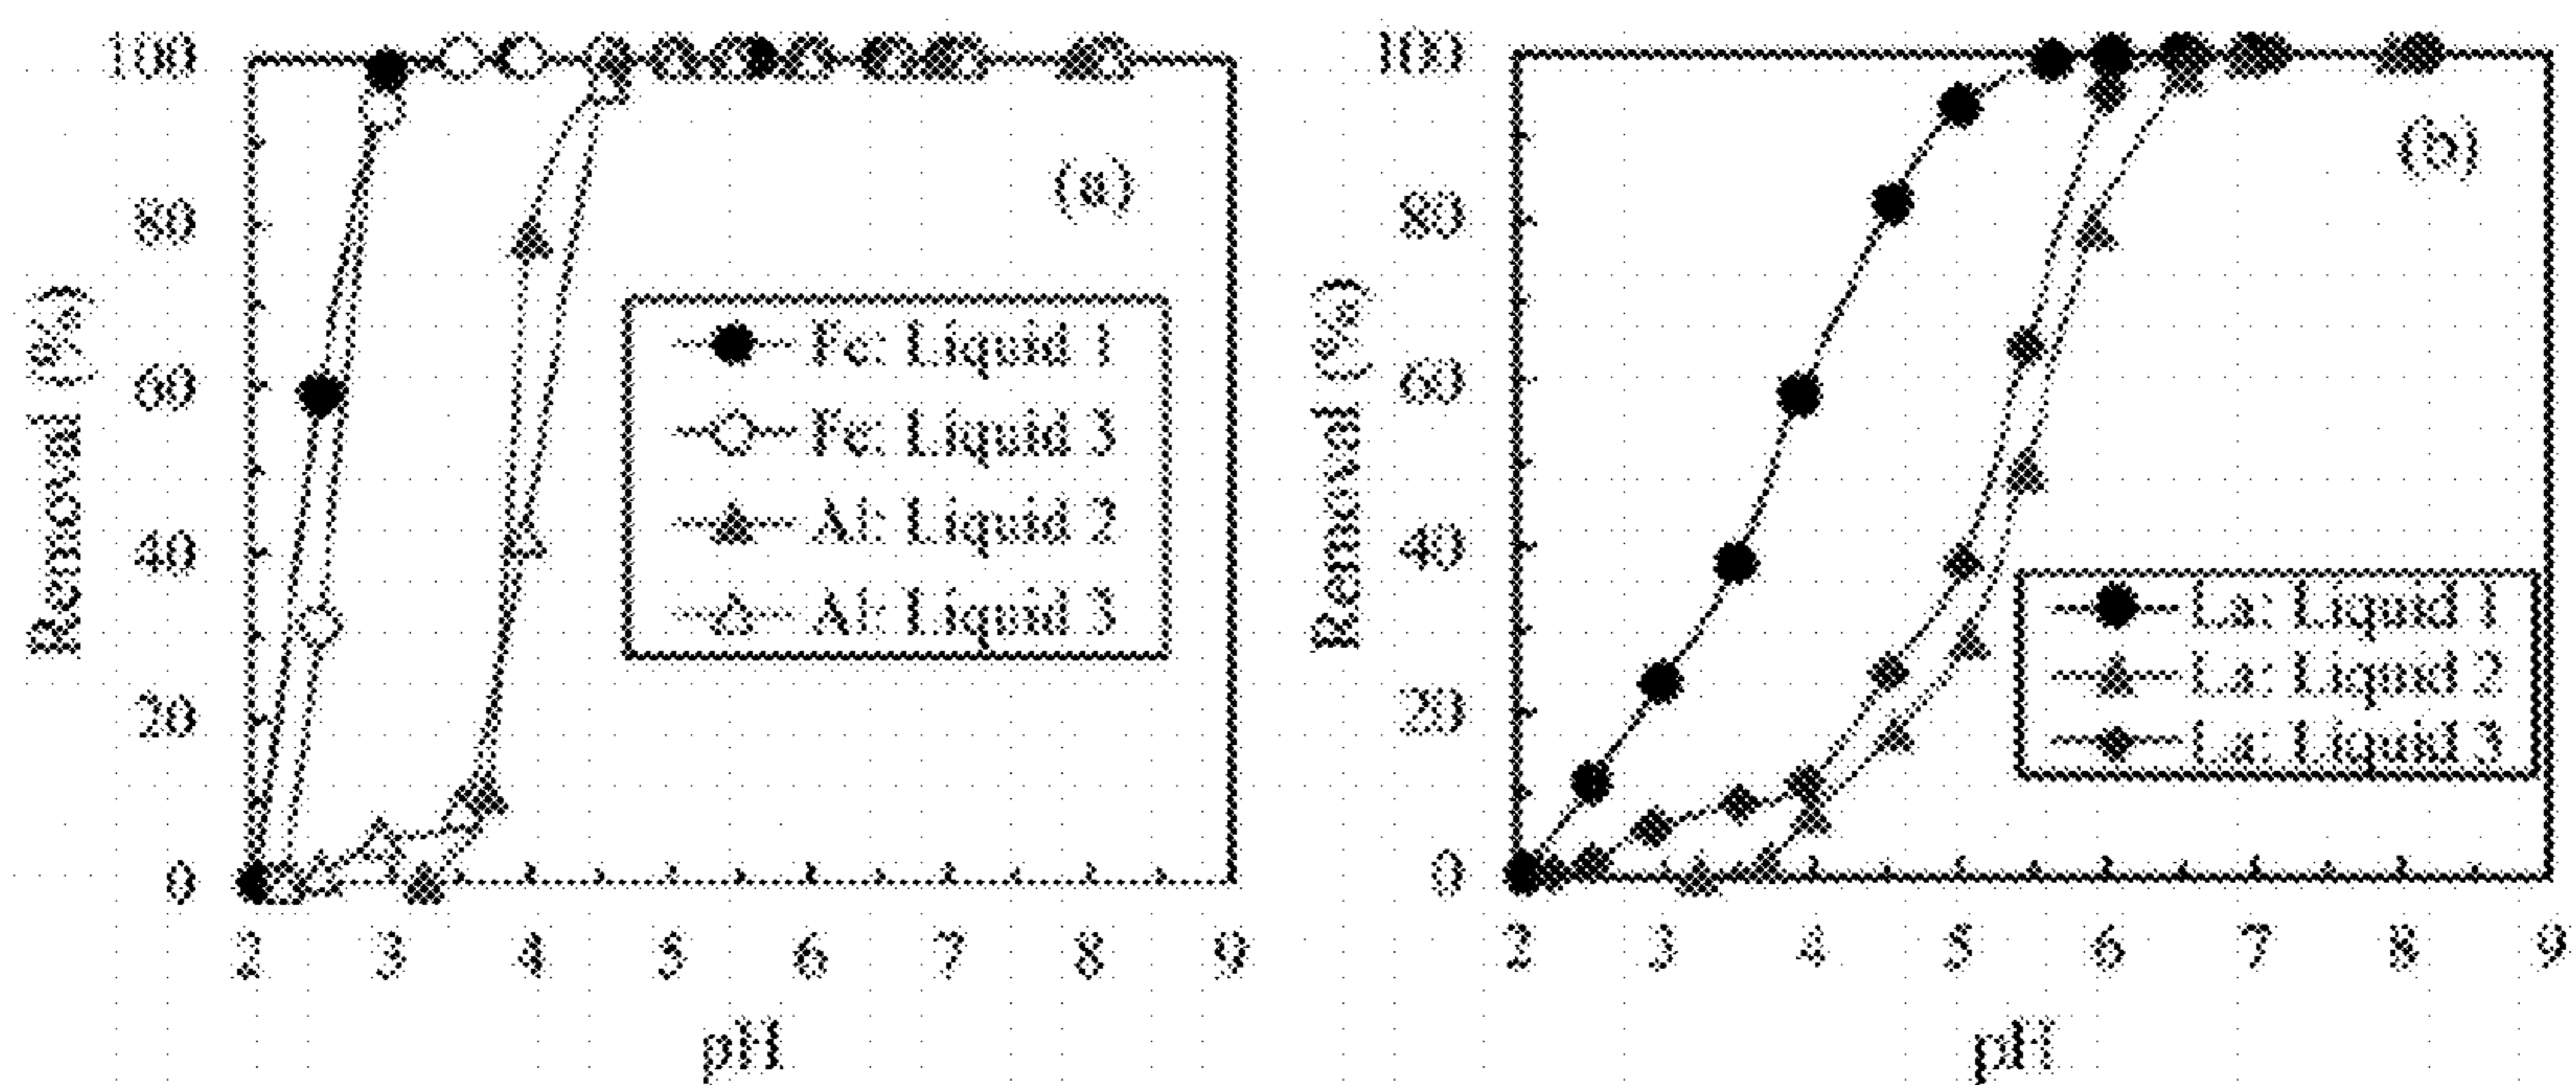 100
80
60
40
20
0
Removal (%)
2 3 4 5 6 7 8 9
pH
(a)
Fe: Liquid 1
Fe: Liquid 3
Al: Liquid 2
Al: Liquid 3
100
80
60
40
20
0
Removal (%)
2 3 4 5 6 7 8 9
pH
(b)
La: Liquid 1
La: Liquid 2
La: Liquid 3